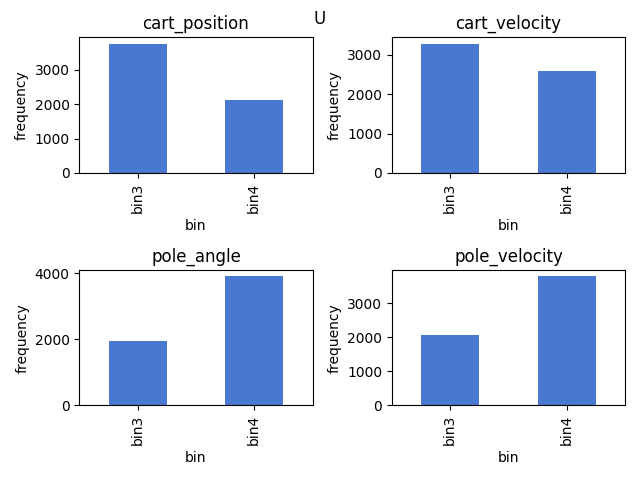 U
cart_position
frequency
3000
2000
1000
0
bin3
bin4
bin
cart_velocity
frequency
3000
2000
1000
0
bin3
bin4
bin
pole_angle
frequency
4000
2000
0
bin3
bin4
bin
pole_velocity
frequency
3000
2000
1000
0
bin3
bin4
bin